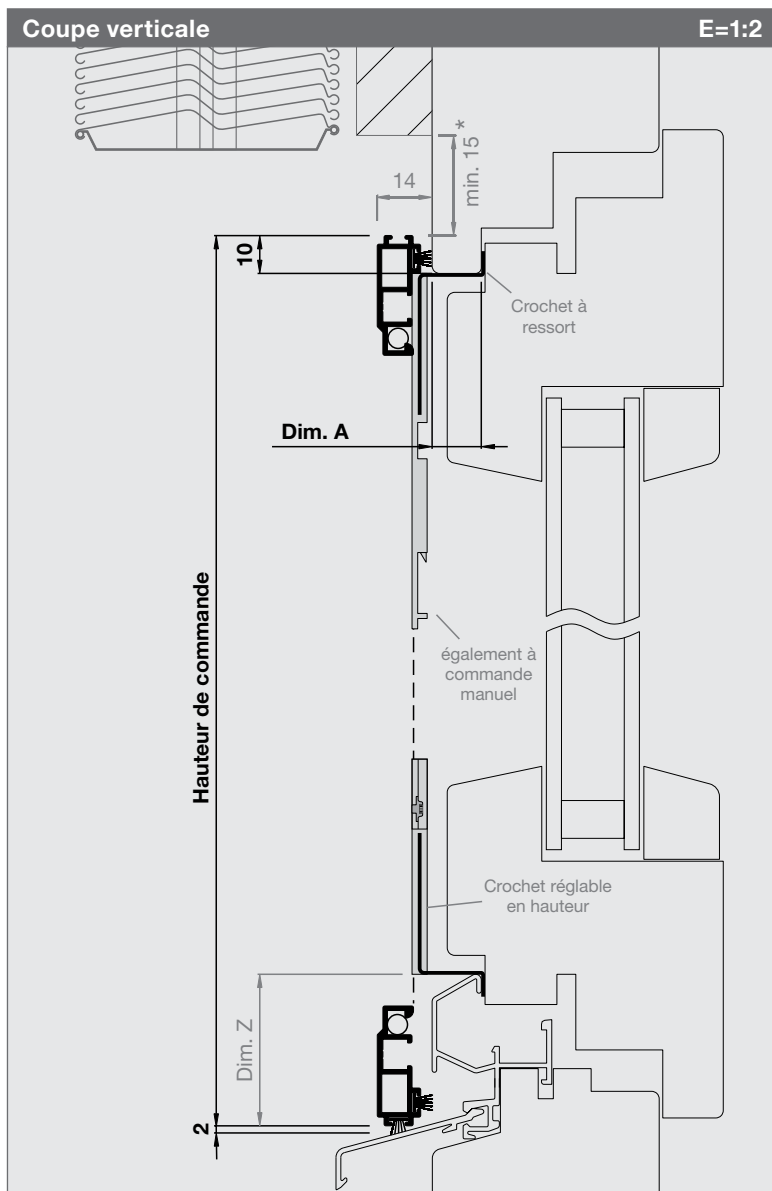 Coupe verticale E=1:2
min. 15*
14
10
Crochet à
ressort
Dim. A
Hauteur de commande
également à
commande
manuel
Crochet réglable
en hauteur
Dim. Z
2